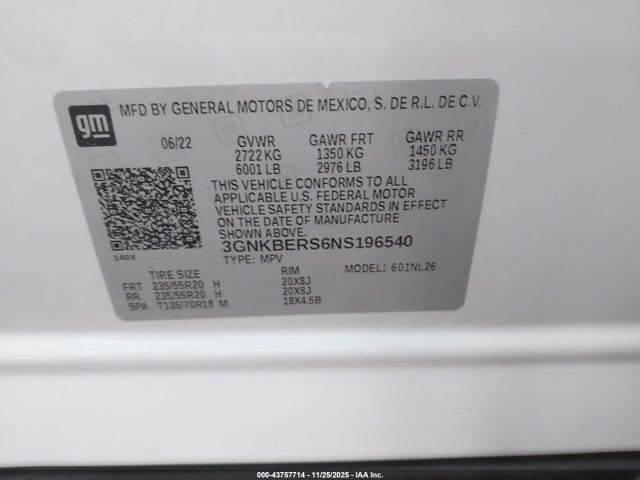 gm
MFD BY GENERAL MOTORS DE MEXICO, S. DE R.L. DE C.V.
06/22 GVWR GAWR FRT GAWR RR
2722 KG 1350 KG 1450 KG
6001 LB 2976 LB 3196 LB
THIS VEHICLE CONFORMS TO ALL
APPLICABLE U.S. FEDERAL MOTOR
VEHICLE SAFETY STANDARDS IN EFFECT
ON THE DATE OF MANUFACTURE
SHOWN ABOVE.
3GNKBERS6NS196540
140X TYPE: MPV MODEL: 601NL26
TIRE SIZE RIM
FRT 235/55R20 H 20X8J
RR 235/55R20 H 20X8J
SPA T135/70R18 M 18X4.5B
000-43757714 - 11/25/2025 - IAA Inc.